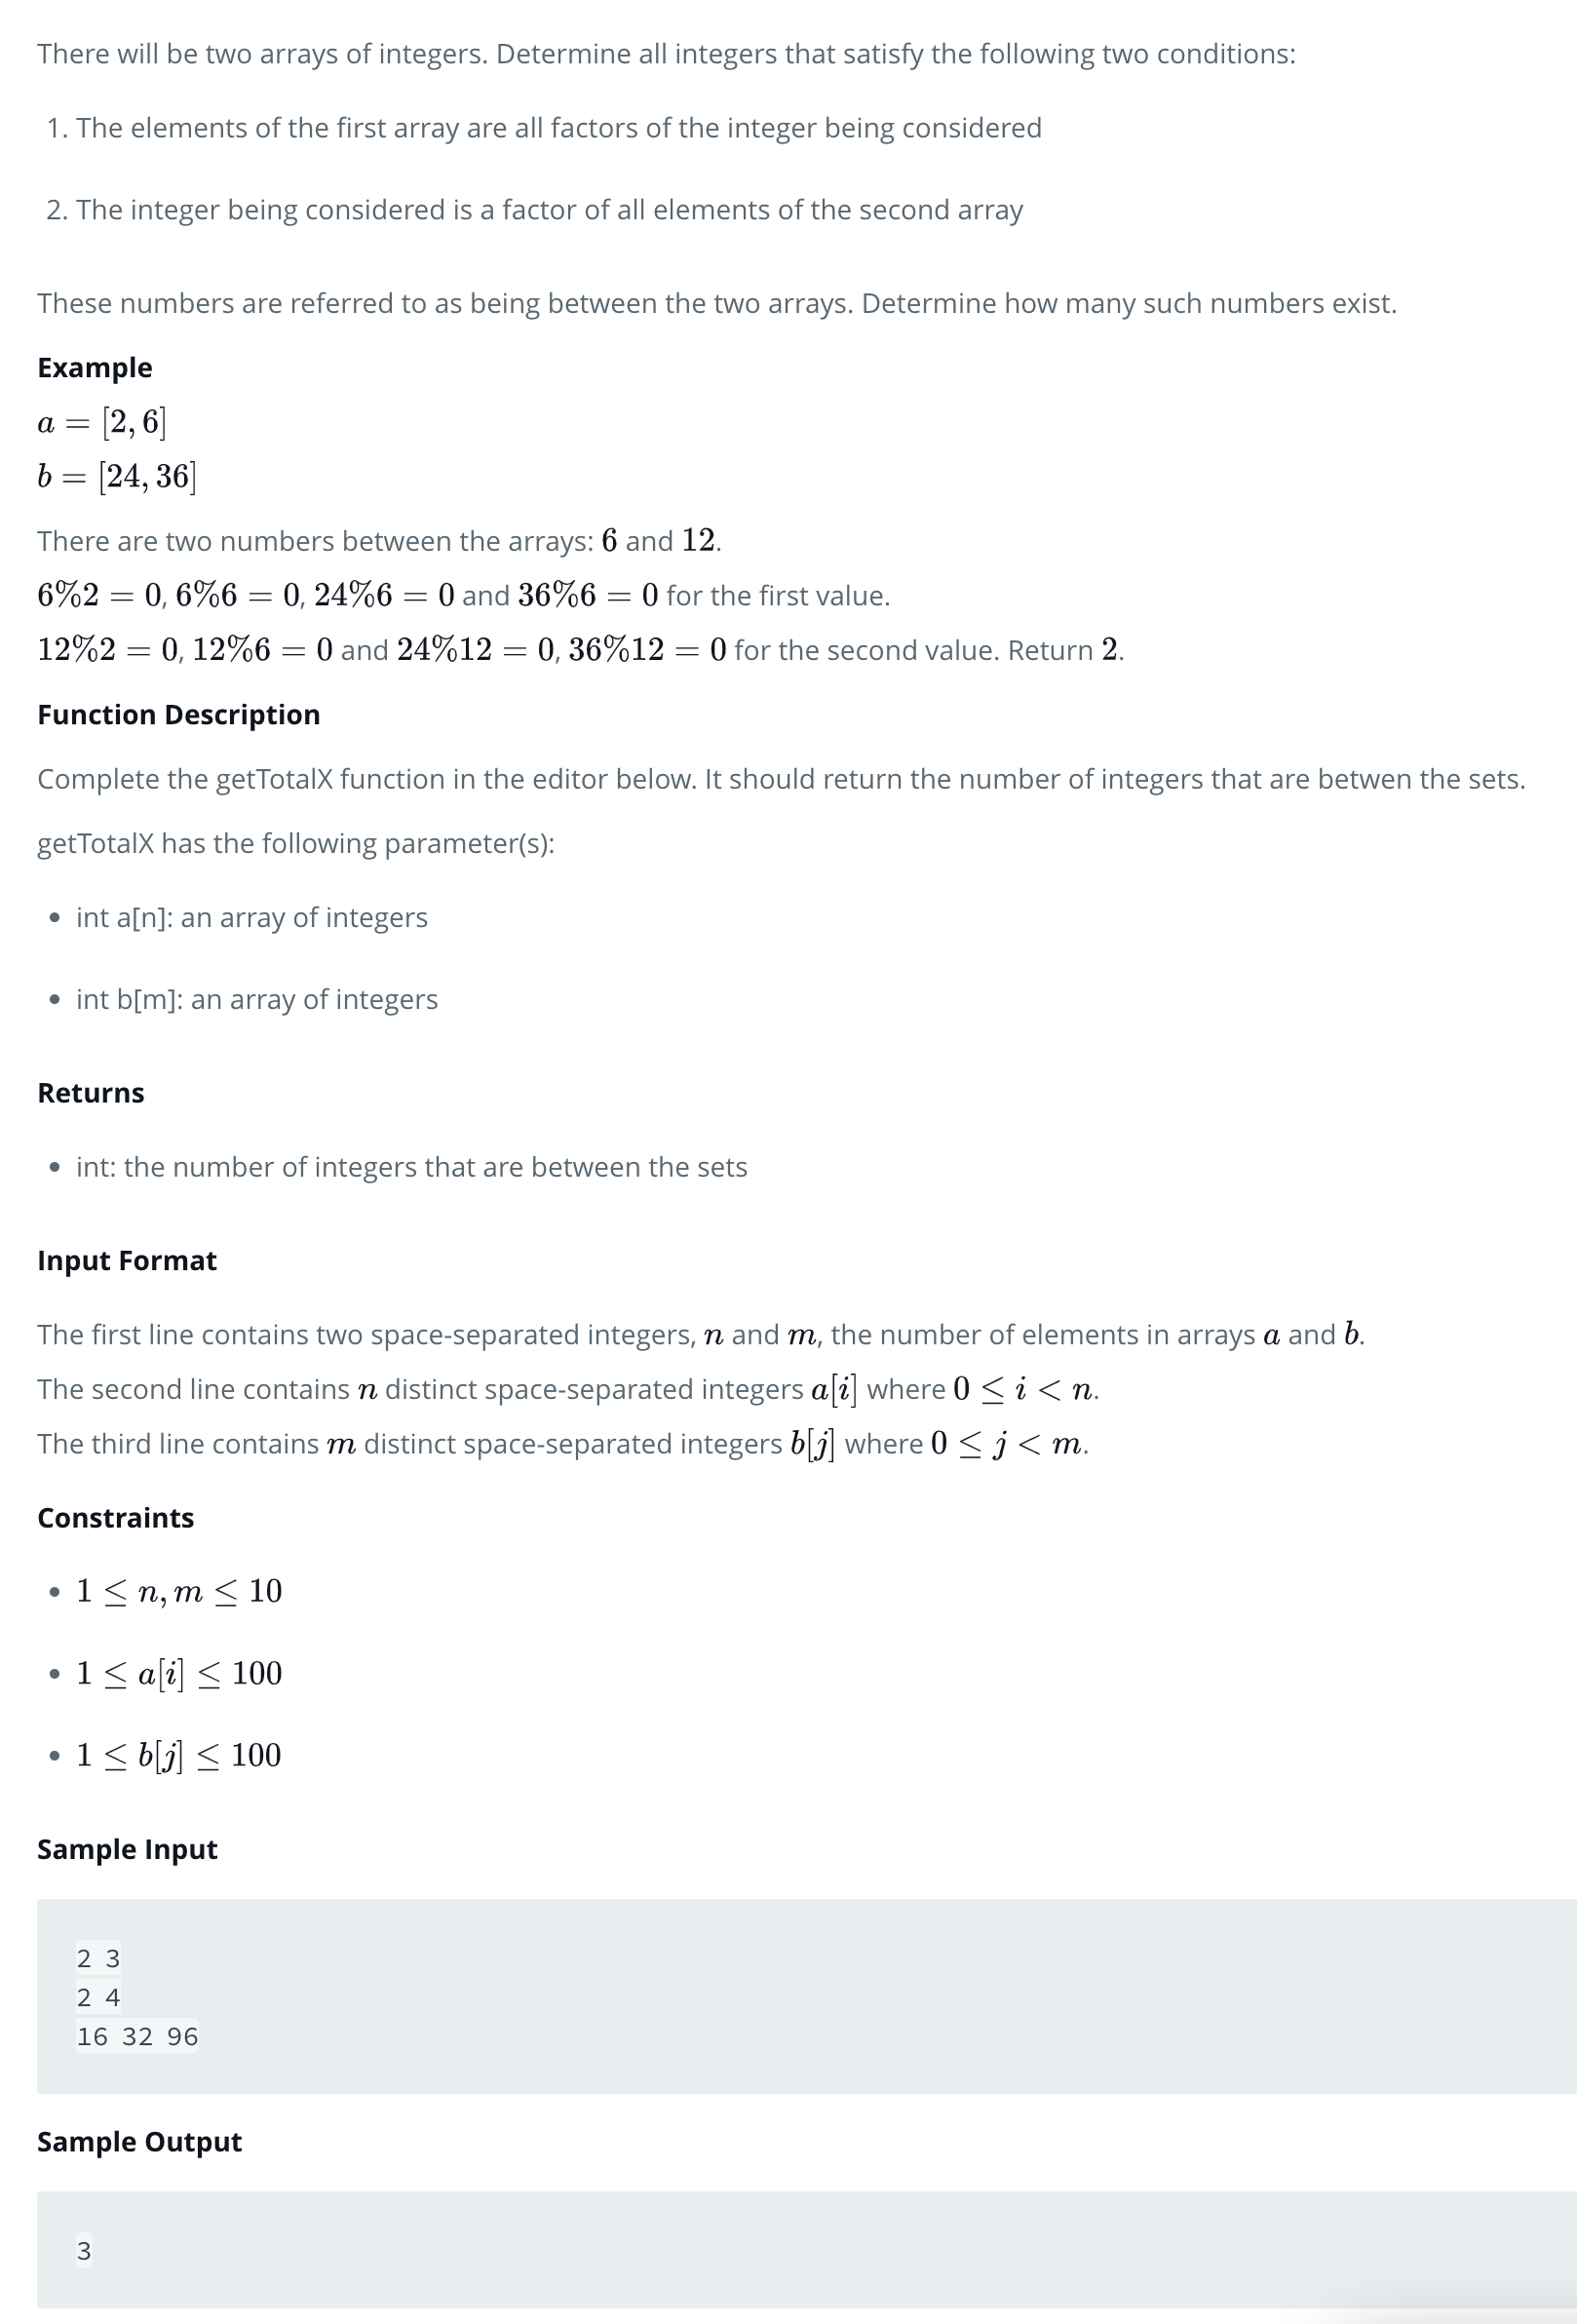 There will be two arrays of integers. Determine all integers that satisfy the following two conditions:
1. The elements of the first array are all factors of the integer being considered
2. The integer being considered is a factor of all elements of the second array
These numbers are referred to as being between the two arrays. Determine how many such numbers exist.
Example
a = [2, 6]
b = [24, 36]
There are two numbers between the arrays: 6 and 12.
6%2 = 0, 6%6 = 0, 24%6 = 0 and 36%6 = 0 for the first value.
12%2 = 0, 12%6 = 0 and 24%12 = 0, 36%12 = 0 for the second value. Return 2.
Function Description
Complete the getTotalX function in the editor below. It should return the number of integers that are betwen the sets.
getTotalX has the following parameter(s):
• int a[n]: an array of integers
• int b[m]: an array of integers
Returns
• int: the number of integers that are between the sets
Input Format
The first line contains two space-separated integers, n and m, the number of elements in arrays a and b.
The second line contains n distinct space-separated integers a[i] where 0 ≤ i < n.
The third line contains m distinct space-separated integers b[j] where 0 ≤ j < m.
Constraints
• 1 ≤ n, m ≤ 10
• 1 ≤ a[i] ≤ 100
• 1 ≤ b[j] ≤ 100
Sample Input
2 3
2 4
16 32 96
Sample Output
3